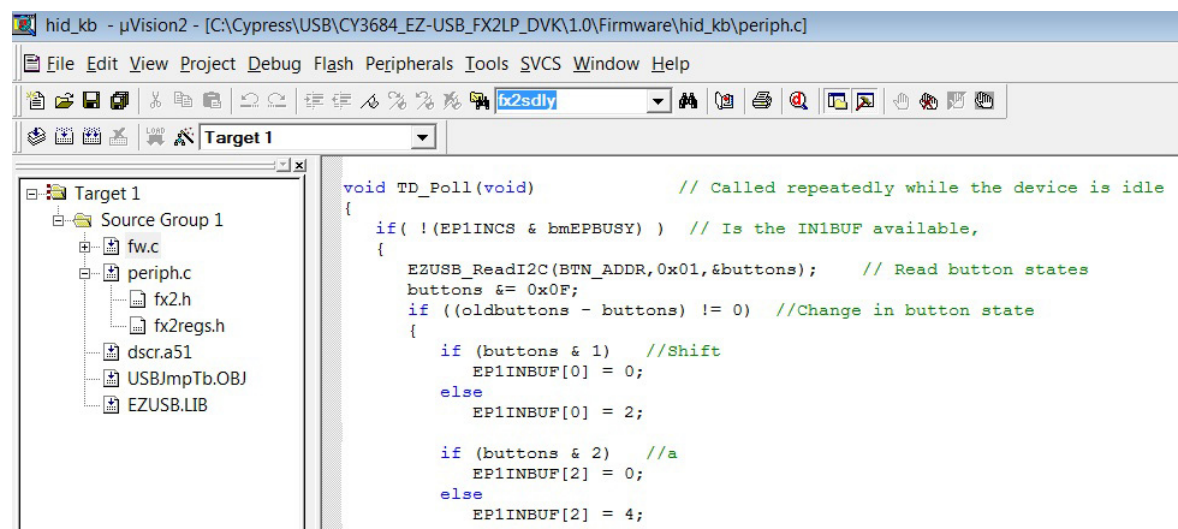 hid_kb - µVision2 - [C:\Cypress\USB\CY3684_EZ-USB_FX2LP_DVK\1.0\Firmware\hid_kb\periph.c]
File Edit View Project Debug Flash Peripherals Tools SVCS Window Help
fx2sdly
LOAD Target 1
Target 1
Source Group 1
fw.c
periph.c
fx2.h
fx2regs.h
dscr.a51
USBJmpTb.OBJ
EZUSB.LIB
void TD_Poll(void) // Called repeatedly while the device is idle
{
if( !(EP1INCS & bmEPBUSY) ) // Is the IN1BUF available,
{
EZUSB_ReadI2C(BTN_ADDR,0x01,&buttons); // Read button states
buttons &= 0x0F;
if ((oldbuttons - buttons) != 0) //Change in button state
{
if (buttons & 1) //Shift
EP1INBUF[0] = 0;
else
EP1INBUF[0] = 2;
if (buttons & 2) //a
EP1INBUF[2] = 0;
else
EP1INBUF[2] = 4;